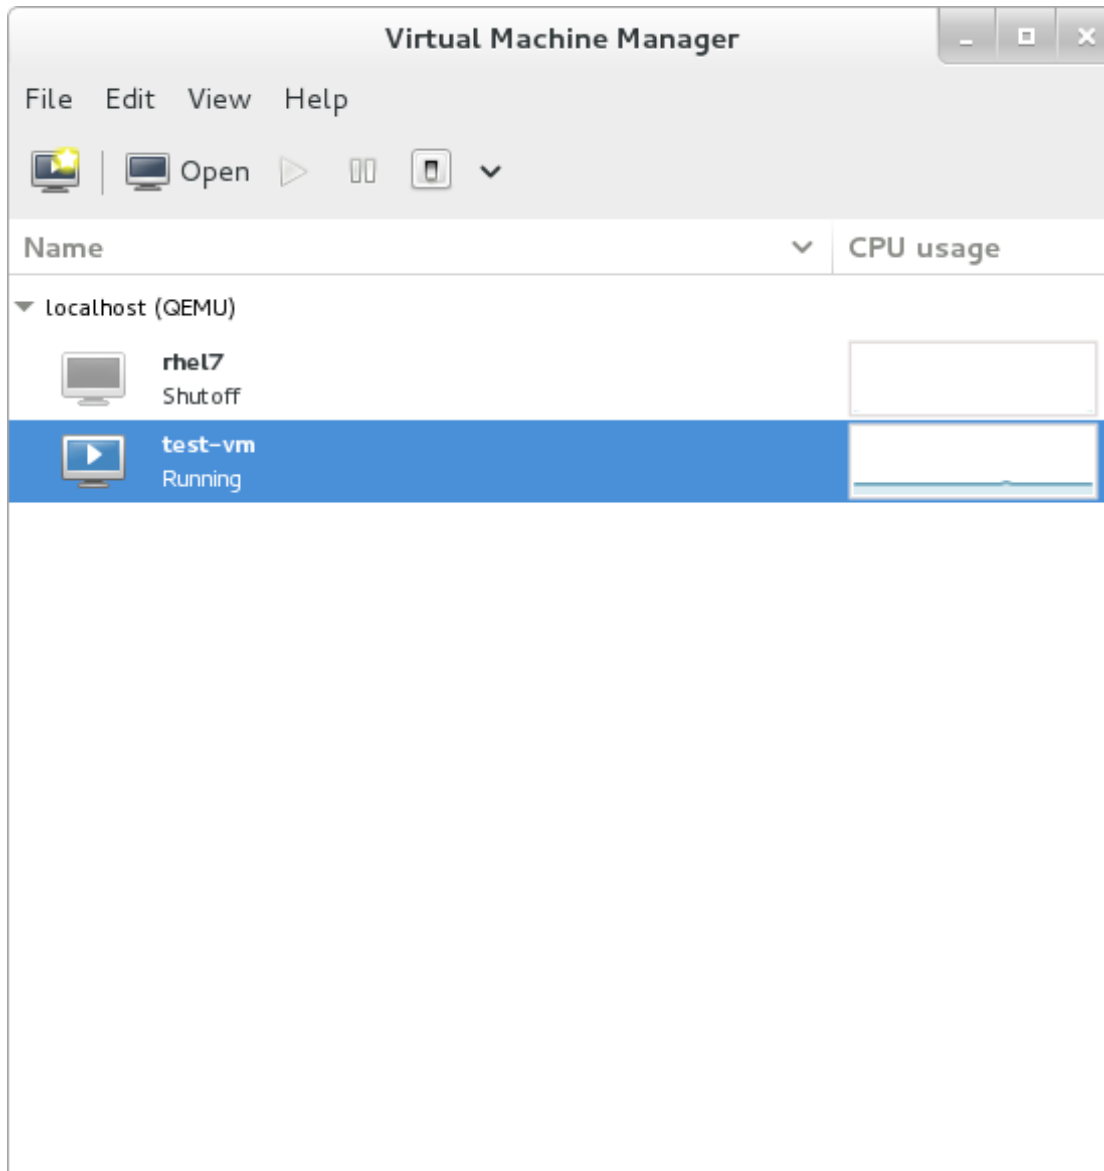 Virtual Machine Manager
File Edit View Help
Open
Name CPU usage
localhost (QEMU)
rhel7
Shutoff
test-vm
Running